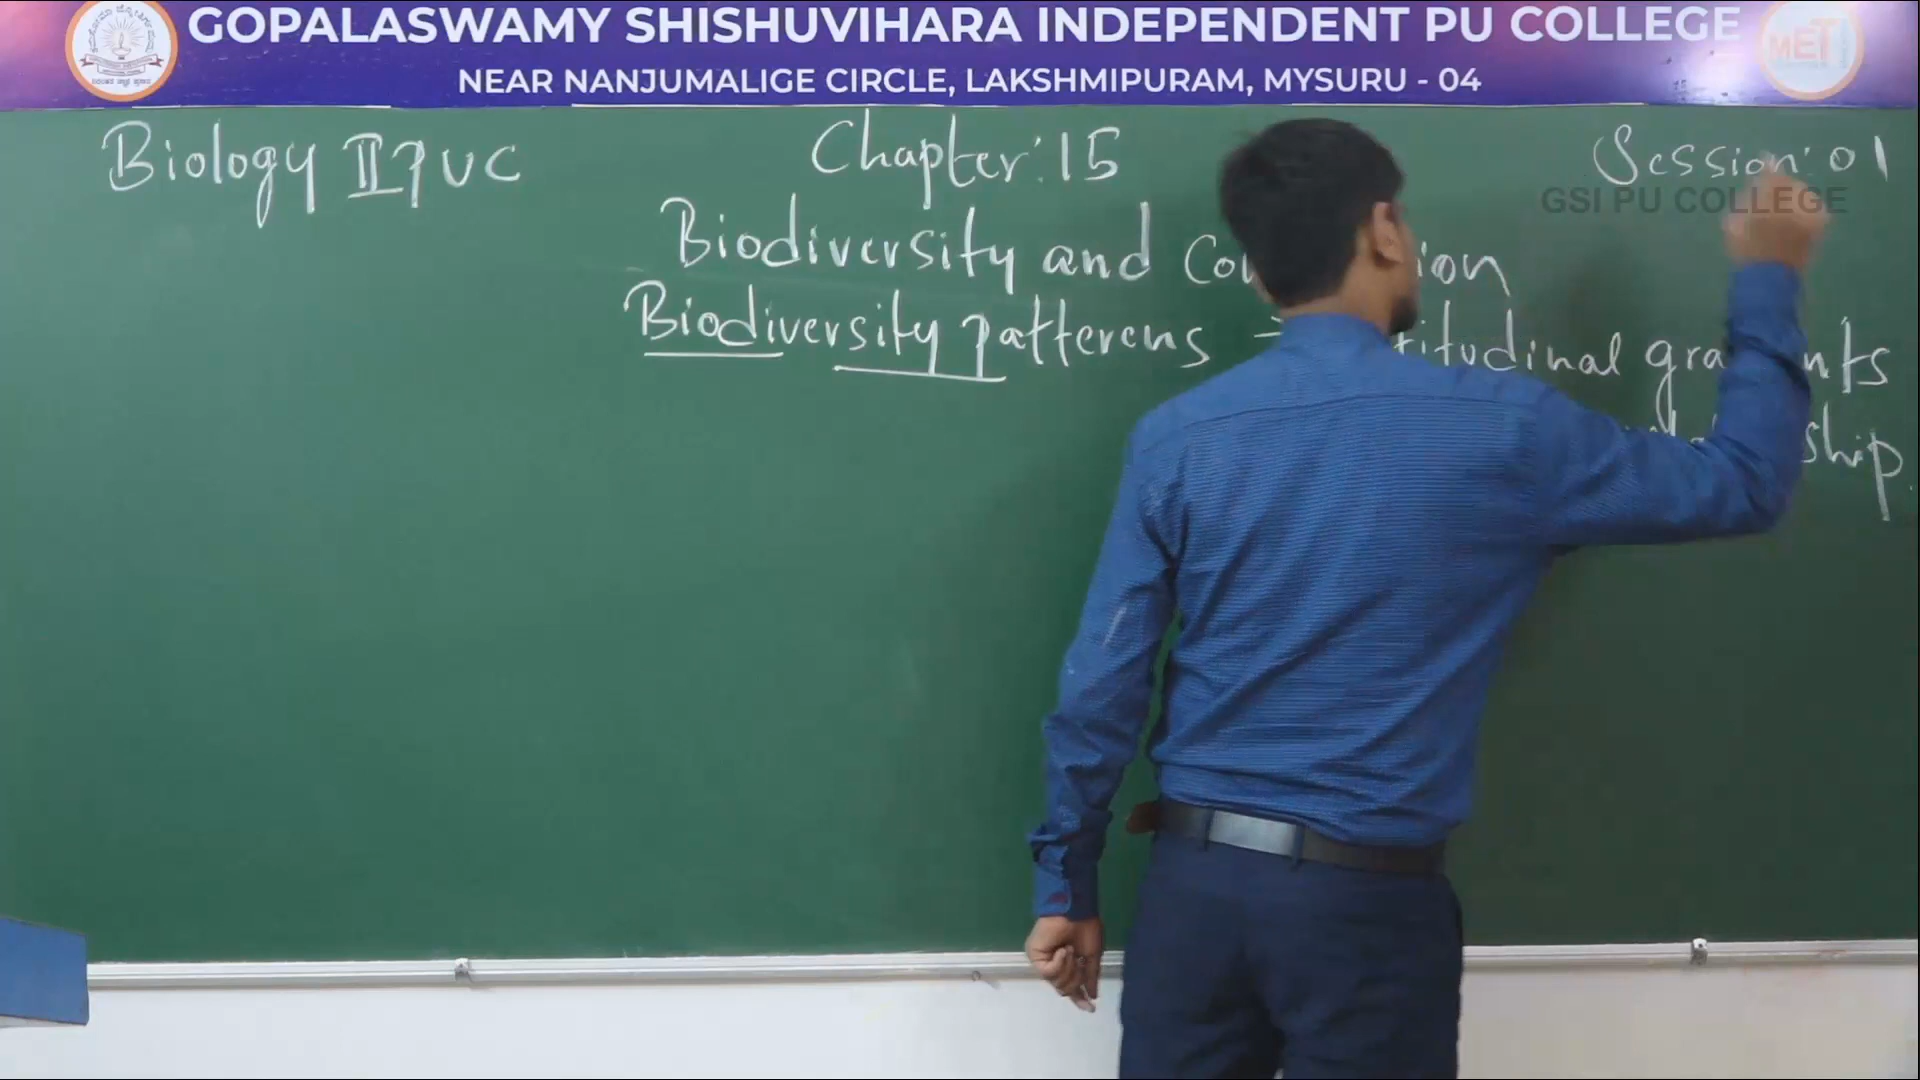 GOPALASWAMY SHISHUVIHARA INDEPENDENT PU COLLEGE
NEAR NANJUMALIGE CIRCLE, LAKSHMIPURAM, MYSURU - 04
MET
Biology II PUC
Chapter: 15
Session: 01
GSI PU COLLEGE
Biodiversity and
Biodiversity patterens